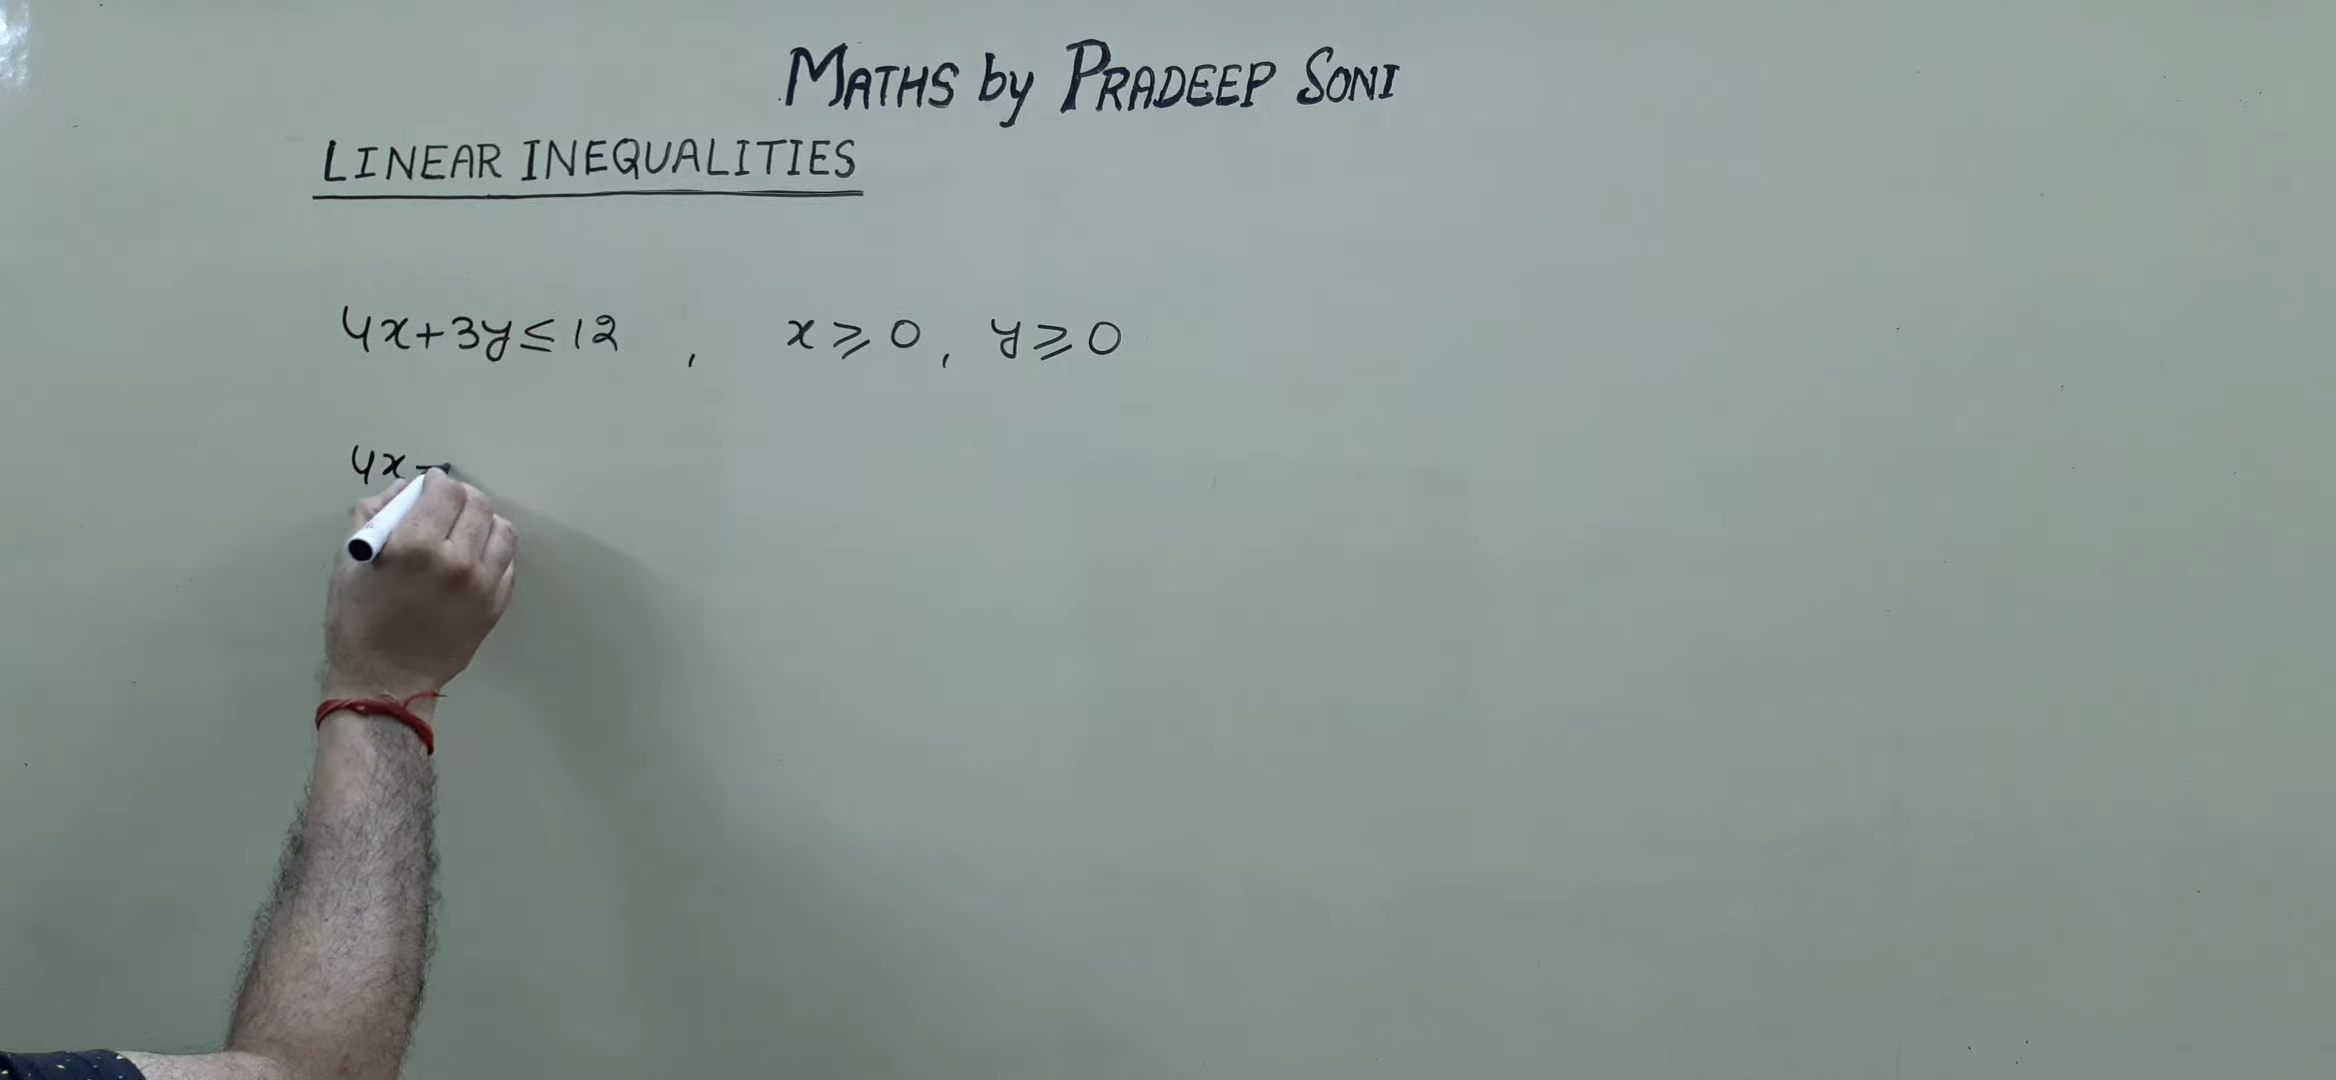 MATHS by PRADEEP SONI
LINEAR INEQUALITIES
4x+3y≤12 , x⩾0, y⩾0
4x